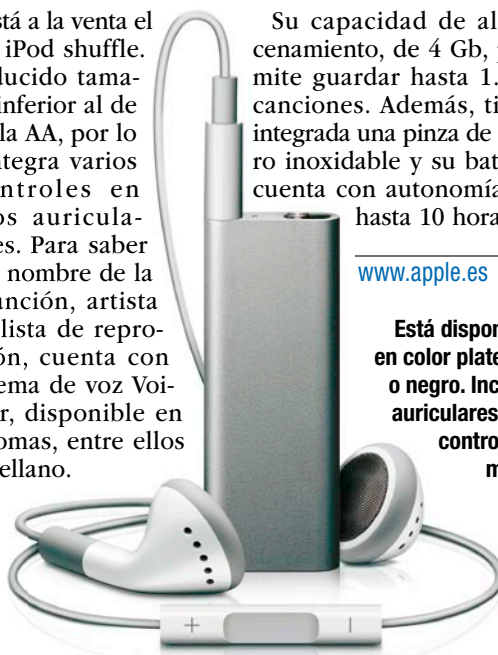 stá a la venta el
iPod shuffle.
ducido tama-
inferior al de
la AA, por lo
ntegra varios
ntroles en
os auricula-
es. Para saber
nombre de la
anción, artista
lista de repro-
ón, cuenta con
ema de voz Voi-
r, disponible en
omas, entre ellos
ellano.
Su capacidad de al
cenamiento, de 4 Gb, p
mite guardar hasta 1.
canciones. Además, ti
integrada una pinza de
ro inoxidable y su bat
cuenta con autonomía
hasta 10 hora
www.apple.es
Está dispon
en color plate
o negro. Inc
auriculares
contro
m